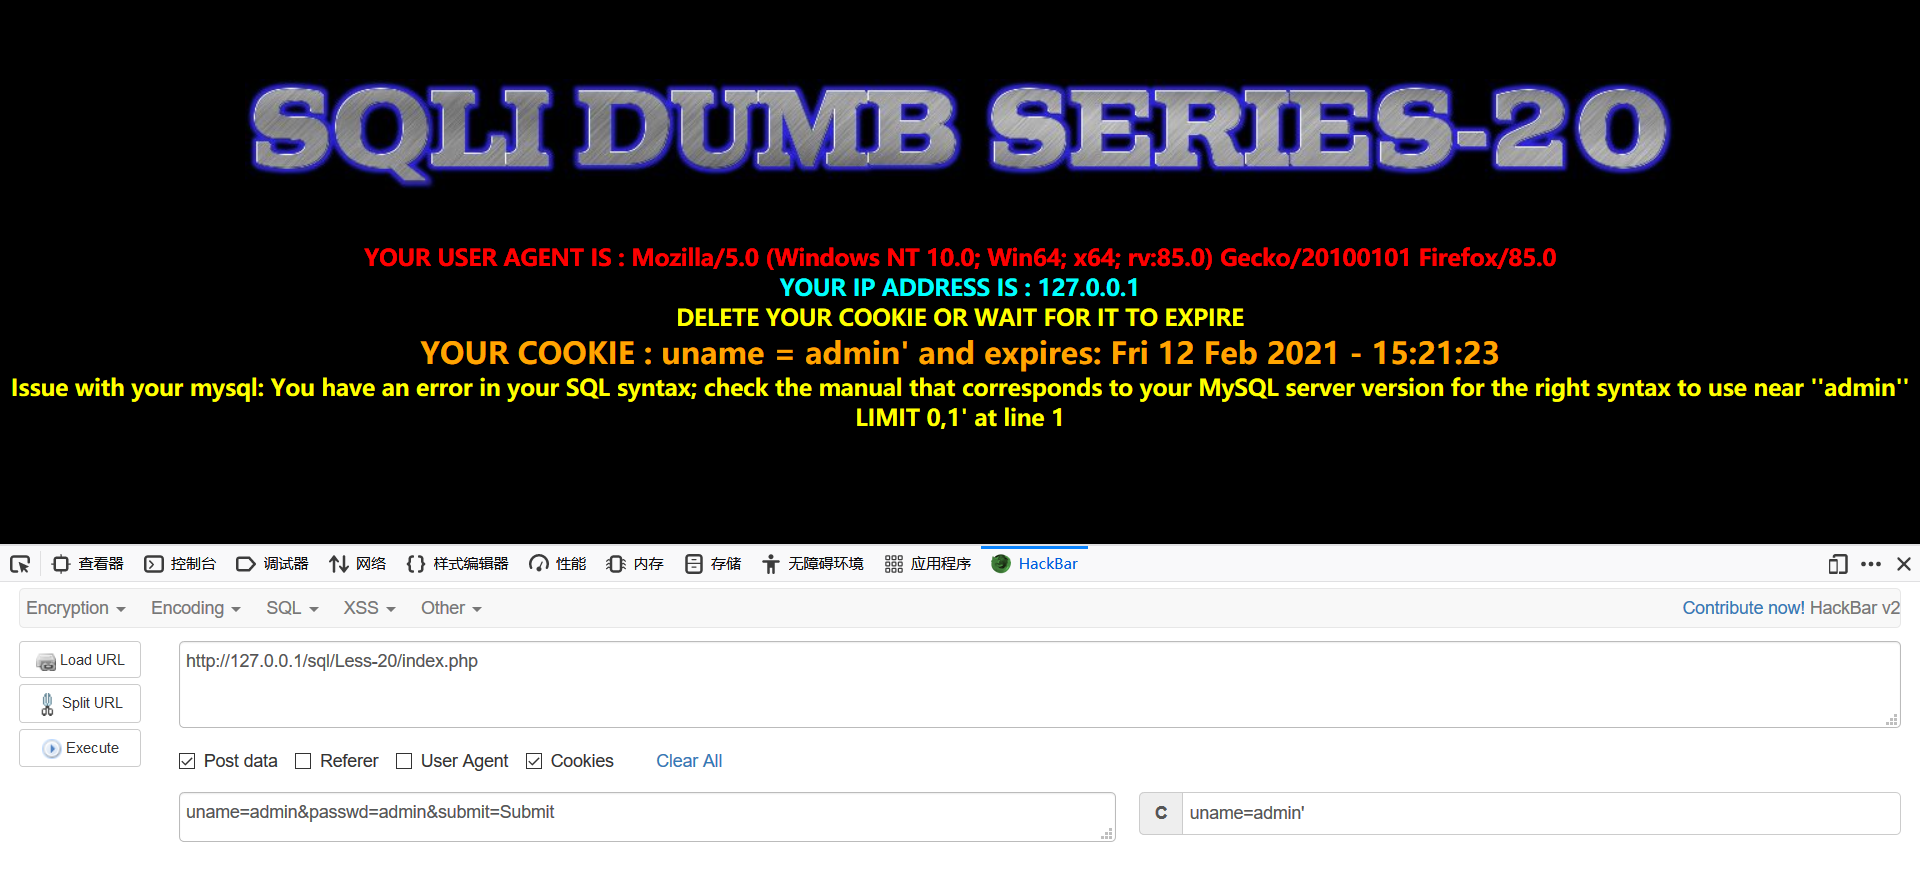 SQLI DUMB SERIES-20
YOUR USER AGENT IS : Mozilla/5.0 (Windows NT 10.0; Win64; x64; rv:85.0) Gecko/20100101 Firefox/85.0
YOUR IP ADDRESS IS : 127.0.0.1
DELETE YOUR COOKIE OR WAIT FOR IT TO EXPIRE
YOUR COOKIE : uname = admin' and expires: Fri 12 Feb 2021 - 15:21:23
Issue with your mysql: You have an error in your SQL syntax; check the manual that corresponds to your MySQL server version for the right syntax to use near ''admin''
LIMIT 0,1' at line 1
查看器 控制台 调试器 网络 样式编辑器 性能 内存 存储 无障碍环境 应用程序 HackBar
Encryption Encoding SQL XSS Other Contribute now! HackBar v2
Load URL http://127.0.0.1/sql/Less-20/index.php
Split URL
Execute
Post data Referer User Agent Cookies Clear All
uname=admin&passwd=admin&submit=Submit C uname=admin'